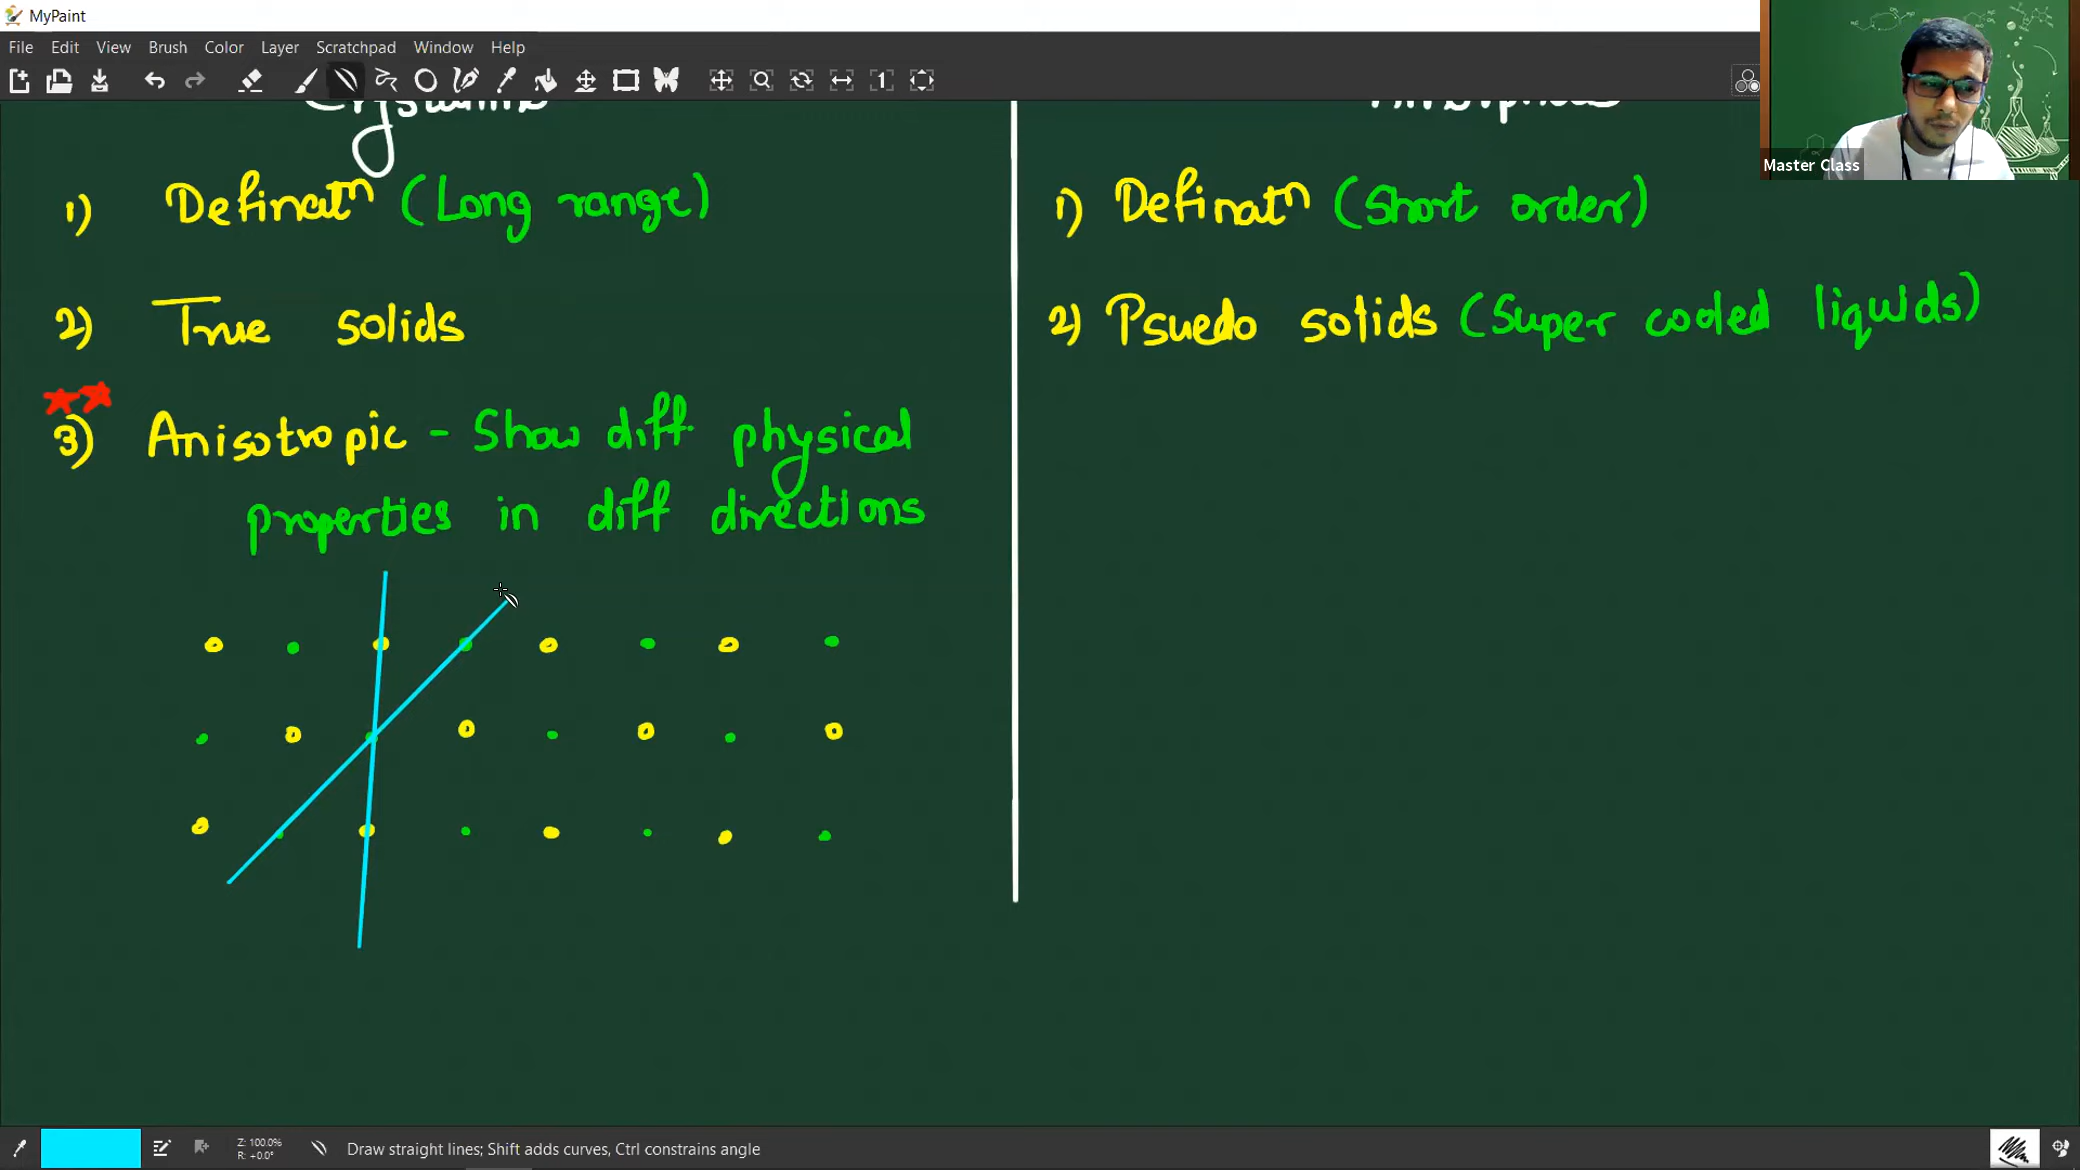 MyPaint
File Edit View Brush Color Layer Scratchpad Window Help
Master Class
Crystalline
1) Definatn (Long range)
2) True solids
3) Anisotropic - Show diff physical
properties in diff directions
1) Definatn (Short order)
2) Psuedo solids (Super cooled liquids)
Z: 100.0%
R: +0.0°
Draw straight lines; Shift adds curves, Ctrl constrains angle